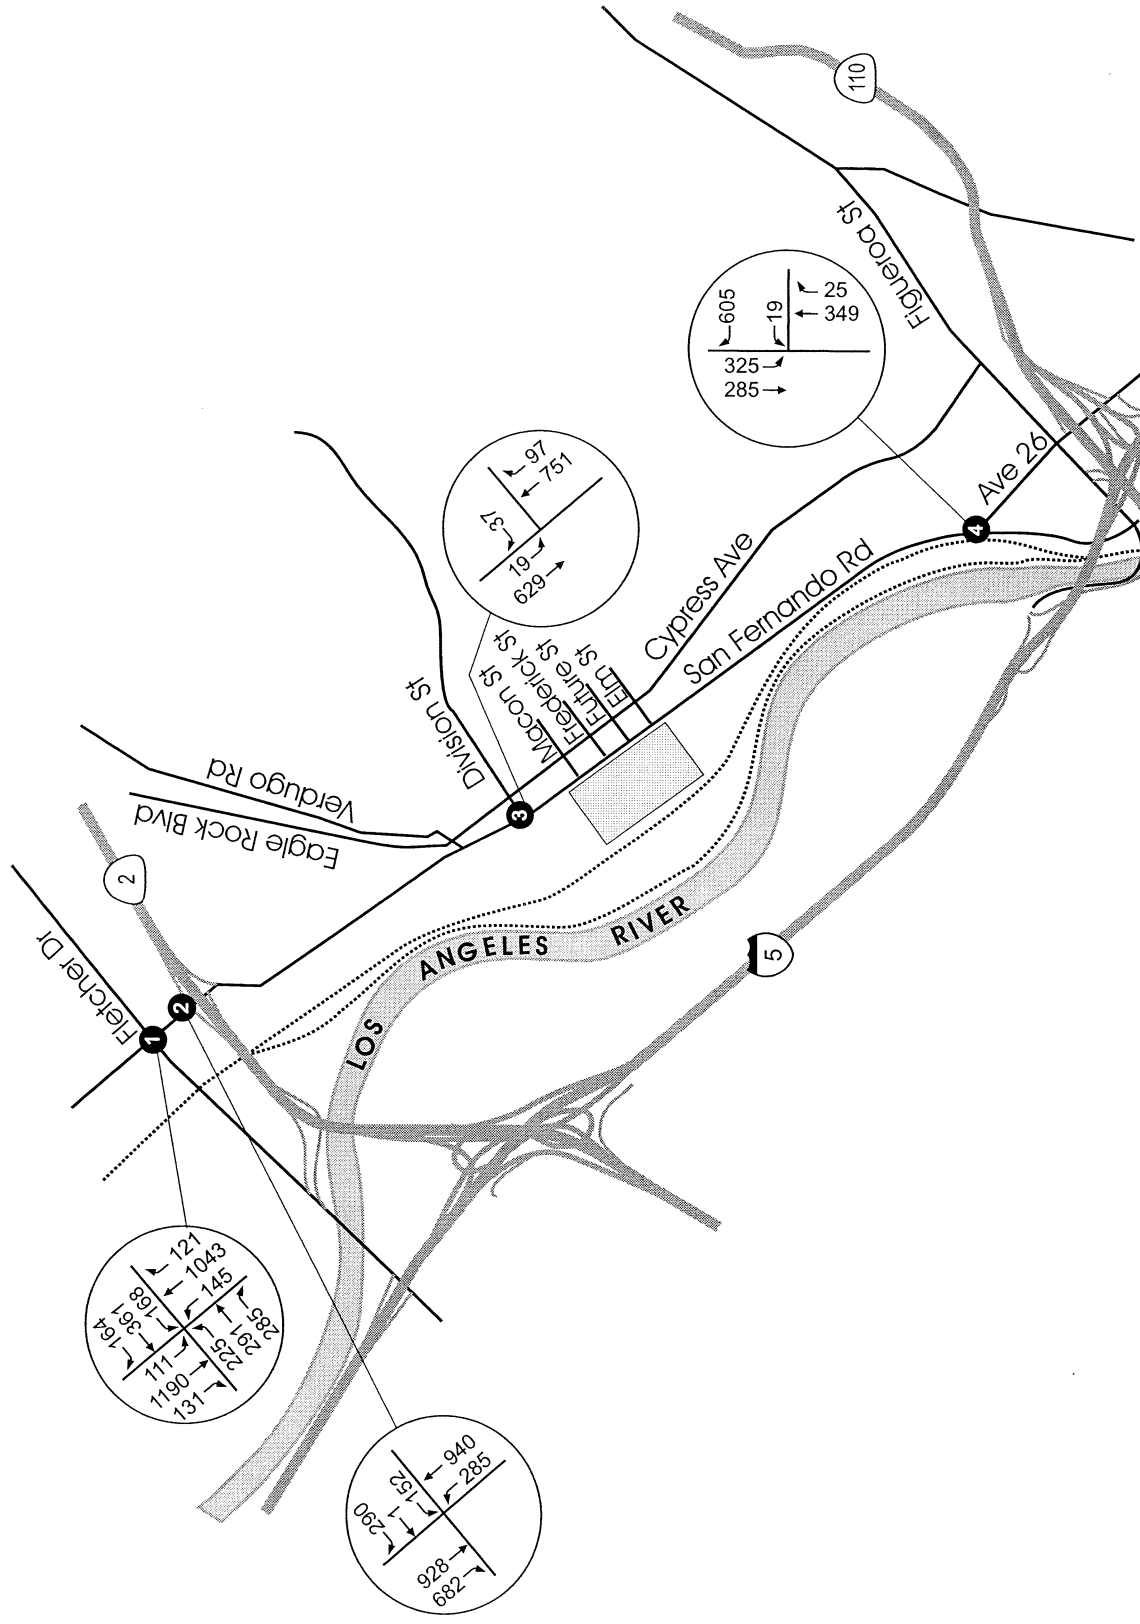 110
Figueroa St
605
19
25
349
325
285
97
751
37
19
629
Ave 26
4
Cypress Ave
San Fernando Rd
Macon St
Frederick St
Future St
Elm St
Division St
3
Verdugo Rd
Eagle Rock Blvd
2
Fletcher Dr
1
2
LOS ANGELES RIVER
5
164
361
168
121
1043
145
111
1190
131
225
291
285
290
1
152
940
285
928
682